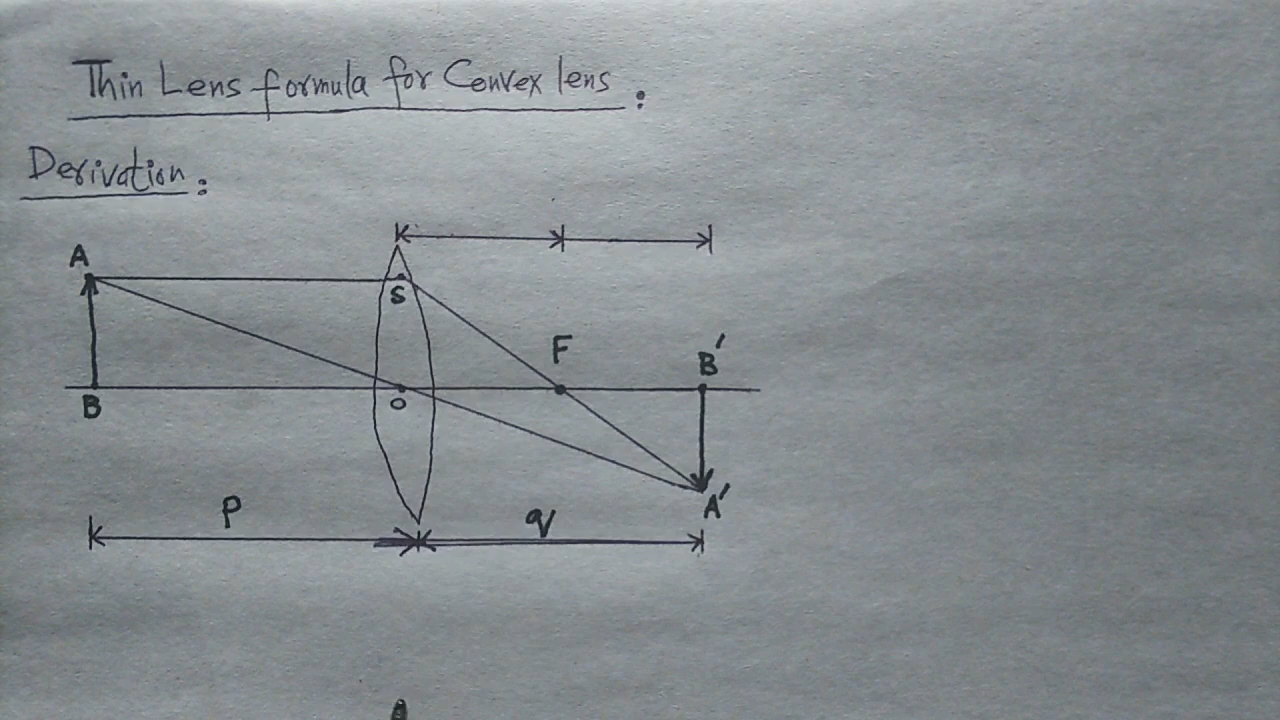 Thin Lens formula for Convex lens :
Derivation :
A
S
F
B′
B
O
A′
P
q